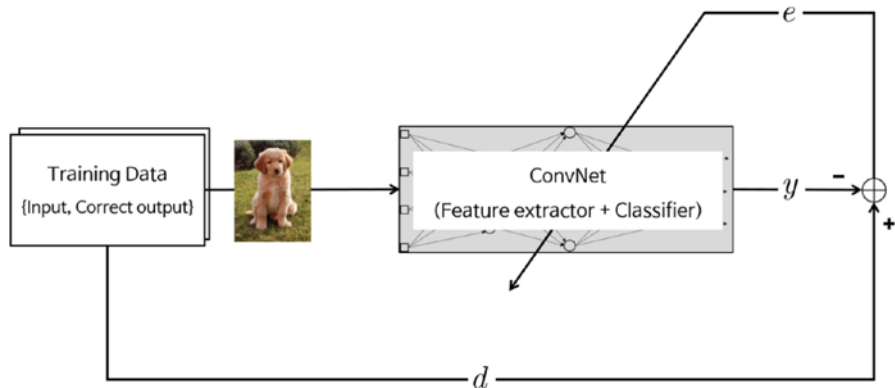 e
Training Data
{Input, Correct output}
ConvNet
(Feature extractor + Classifier)
y
-
+
d